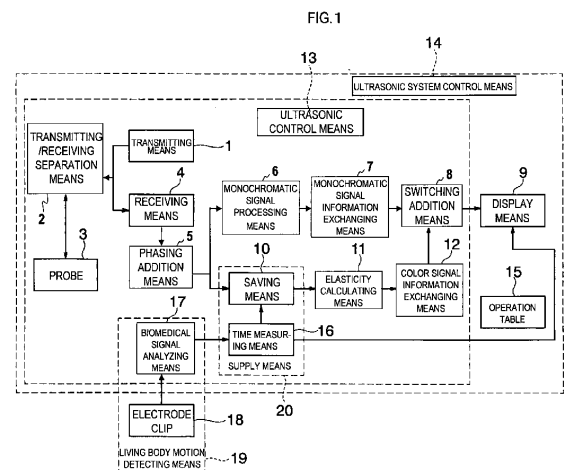 FIG.1
14
ULTRASONIC SYSTEM CONTROL MEANS
13
ULTRASONIC
CONTROL MEANS
TRANSMITTING
/RECEIVING
SEPARATION
MEANS
2
TRANSMITTING
MEANS
1
4
RECEIVING
MEANS
5
PHASING
ADDITION
MEANS
3
PROBE
6
MONOCHROMATIC
SIGNAL
PROCESSING
MEANS
7
MONOCHROMATIC
SIGNAL
INFORMATION
EXCHANGING
MEANS
8
SWITCHING
ADDITION
MEANS
9
DISPLAY
MEANS
10
SAVING
MEANS
11
ELASTICITY
CALCULATING
MEANS
12
COLOR SIGNAL
INFORMATION
EXCHANGING
MEANS
15
OPERATION
TABLE
17
BIOMEDICAL
SIGNAL
ANALYZING
MEANS
TIME MEASUR-
ING MEANS
16
SUPPLY MEANS
20
ELECTRODE
CLIP
18
LIVING BODY MOTION
DETECTING MEANS
19